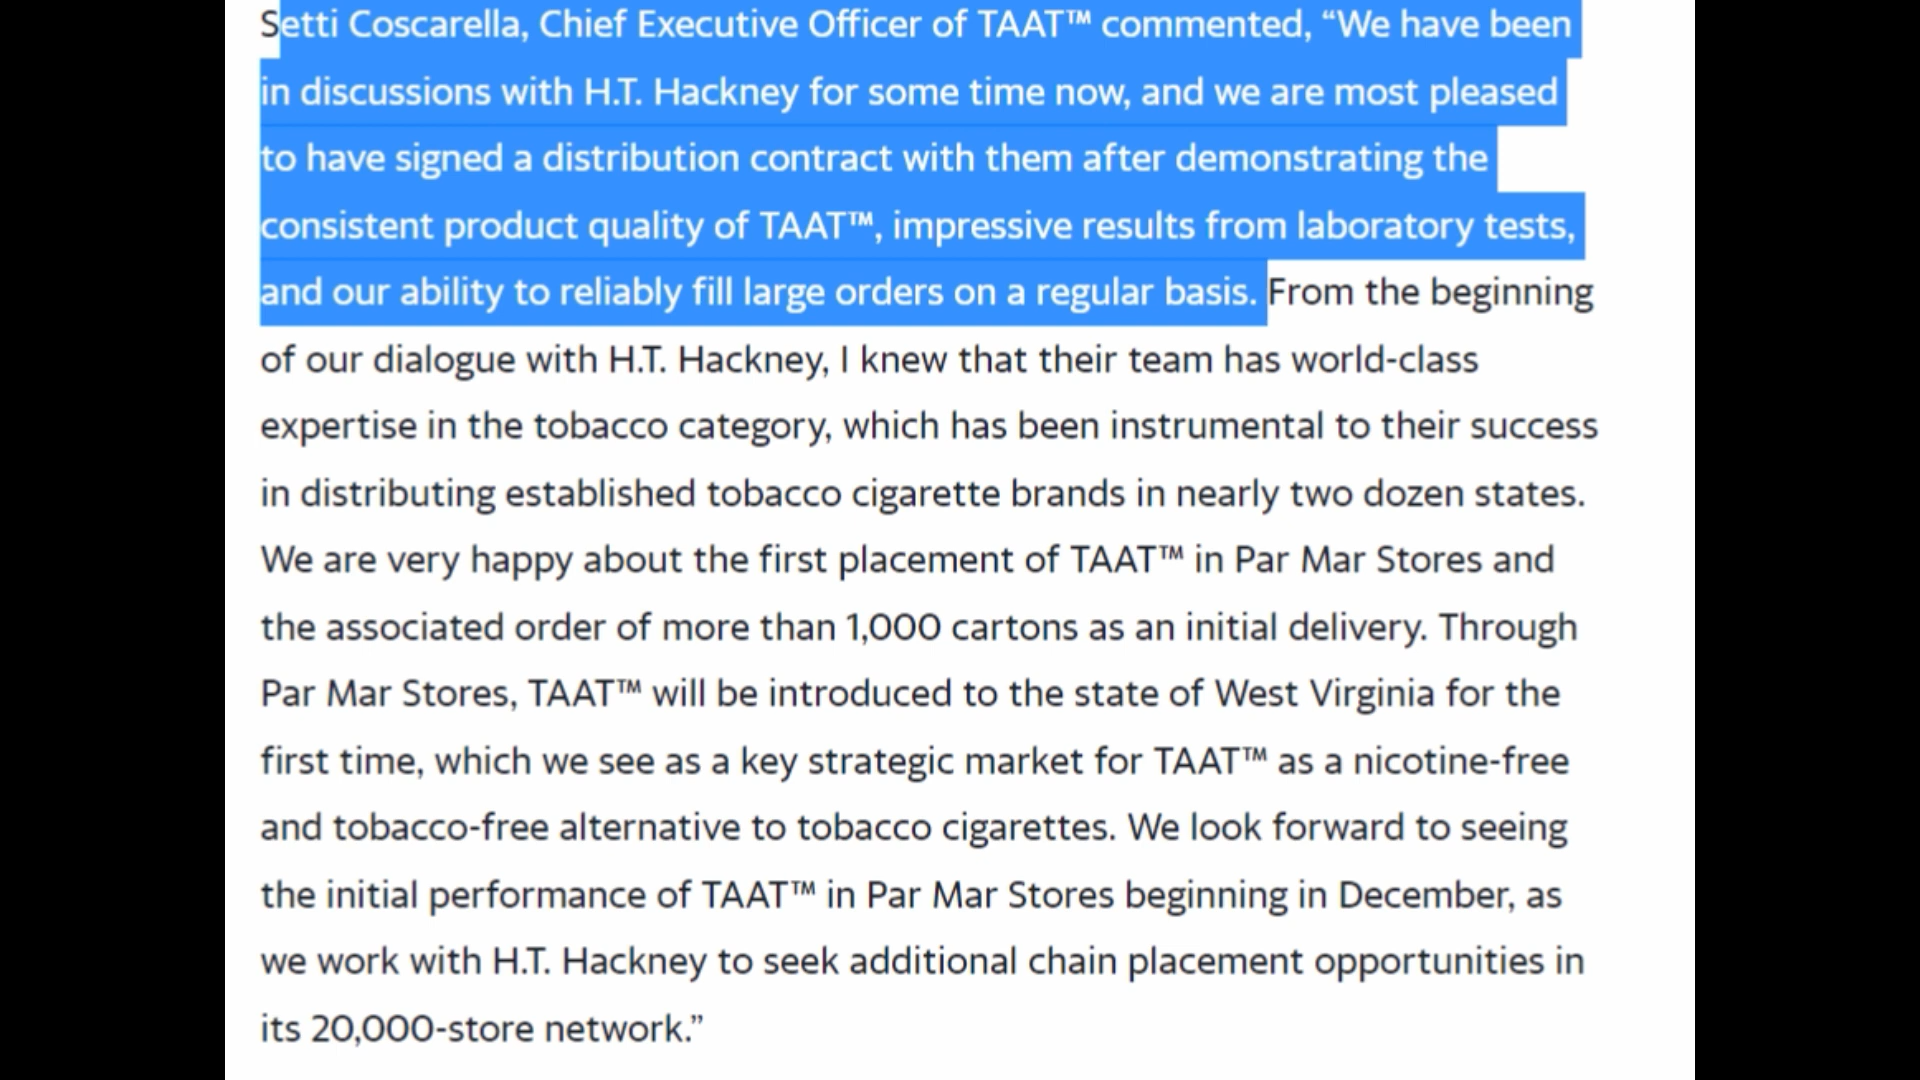 Setti Coscarella, Chief Executive Officer of TAAT™ commented, “We have been
in discussions with H.T. Hackney for some time now, and we are most pleased
to have signed a distribution contract with them after demonstrating the
consistent product quality of TAAT™, impressive results from laboratory tests,
and our ability to reliably fill large orders on a regular basis. From the beginning
of our dialogue with H.T. Hackney, I knew that their team has world-class
expertise in the tobacco category, which has been instrumental to their success
in distributing established tobacco cigarette brands in nearly two dozen states.
We are very happy about the first placement of TAAT™ in Par Mar Stores and
the associated order of more than 1,000 cartons as an initial delivery. Through
Par Mar Stores, TAAT™ will be introduced to the state of West Virginia for the
first time, which we see as a key strategic market for TAAT™ as a nicotine-free
and tobacco-free alternative to tobacco cigarettes. We look forward to seeing
the initial performance of TAAT™ in Par Mar Stores beginning in December, as
we work with H.T. Hackney to seek additional chain placement opportunities in
its 20,000-store network.”